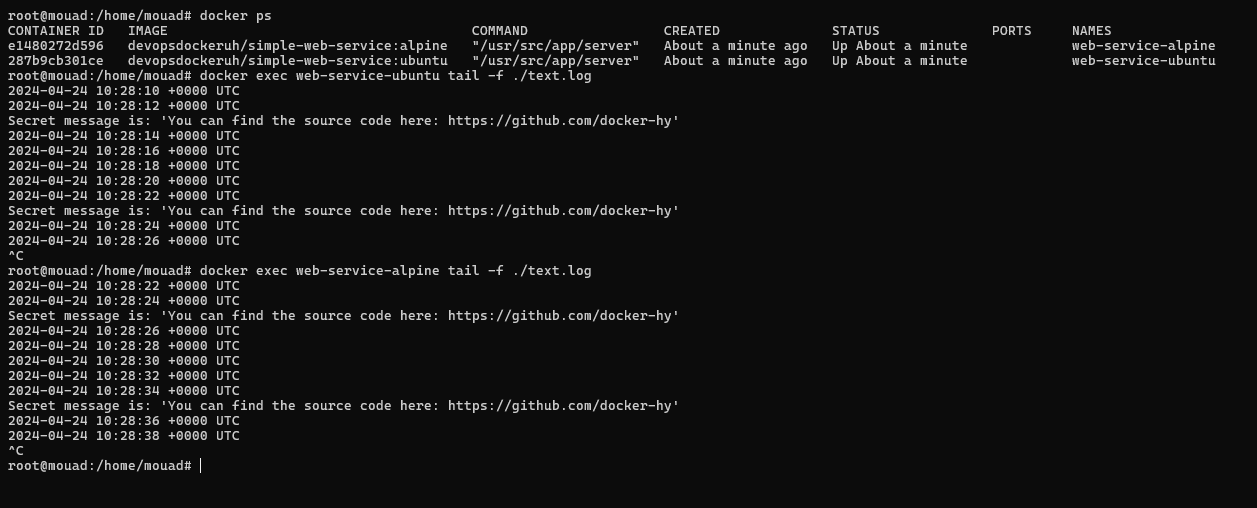 root@mouad:/home/mouad# docker ps
CONTAINER ID   IMAGE                                      COMMAND                 CREATED              STATUS              PORTS     NAMES
e1480272d596   devopsdockeruh/simple-web-service:alpine   "/usr/src/app/server"   About a minute ago   Up About a minute             web-service-alpine
287b9cb301ce   devopsdockeruh/simple-web-service:ubuntu   "/usr/src/app/server"   About a minute ago   Up About a minute             web-service-ubuntu
root@mouad:/home/mouad# docker exec web-service-ubuntu tail -f ./text.log
2024-04-24 10:28:10 +0000 UTC
2024-04-24 10:28:12 +0000 UTC
Secret message is: 'You can find the source code here: https://github.com/docker-hy'
2024-04-24 10:28:14 +0000 UTC
2024-04-24 10:28:16 +0000 UTC
2024-04-24 10:28:18 +0000 UTC
2024-04-24 10:28:20 +0000 UTC
2024-04-24 10:28:22 +0000 UTC
Secret message is: 'You can find the source code here: https://github.com/docker-hy'
2024-04-24 10:28:24 +0000 UTC
2024-04-24 10:28:26 +0000 UTC
^C
root@mouad:/home/mouad# docker exec web-service-alpine tail -f ./text.log
2024-04-24 10:28:22 +0000 UTC
2024-04-24 10:28:24 +0000 UTC
Secret message is: 'You can find the source code here: https://github.com/docker-hy'
2024-04-24 10:28:26 +0000 UTC
2024-04-24 10:28:28 +0000 UTC
2024-04-24 10:28:30 +0000 UTC
2024-04-24 10:28:32 +0000 UTC
2024-04-24 10:28:34 +0000 UTC
Secret message is: 'You can find the source code here: https://github.com/docker-hy'
2024-04-24 10:28:36 +0000 UTC
2024-04-24 10:28:38 +0000 UTC
^C
root@mouad:/home/mouad#